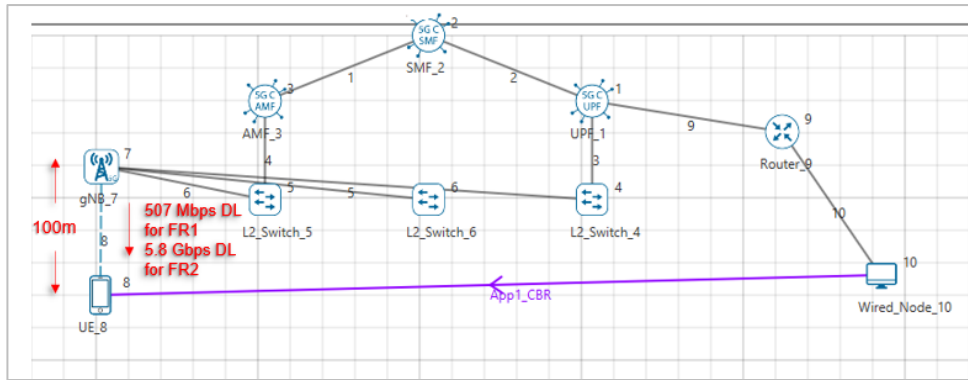 2
5G C
SMF
SMF_2
1
2
3
5G C
AMF
AMF_3
1
5G C
UPF
UPF_1
9
9
Router_9
4
3
7
gNB_7
6
5
5
6
4
L2_Switch_5
L2_Switch_6
L2_Switch_4
10
100m
507 Mbps DL
for FR1
5.8 Gbps DL
for FR2
8
8
UE_8
App1_CBR
10
Wired_Node_10